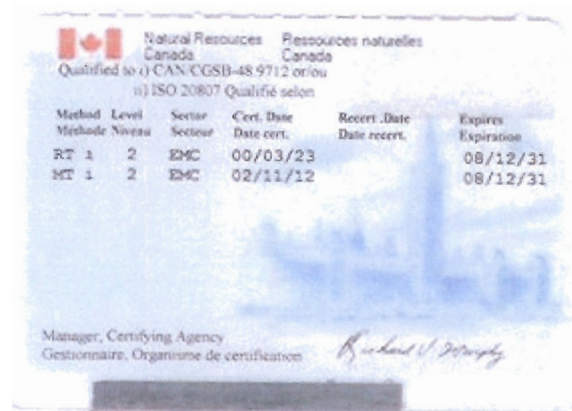 Natural Resources Ressources naturelles
Canada Canada
Qualified to i) CAN/CGSB-48.9712 or/ou
ii) ISO 20807 Qualifié selon
Method Level Sector Cert. Date Recert .Date Expires
Méthode Niveau Secteur Date cert. Date recert. Expiration
RT i 2 EMC 00/03/23 08/12/31
MT i 2 EMC 02/11/12 08/12/31
Manager, Certifying Agency
Gestionnaire, Organisme de certification
Richard J. Murphy